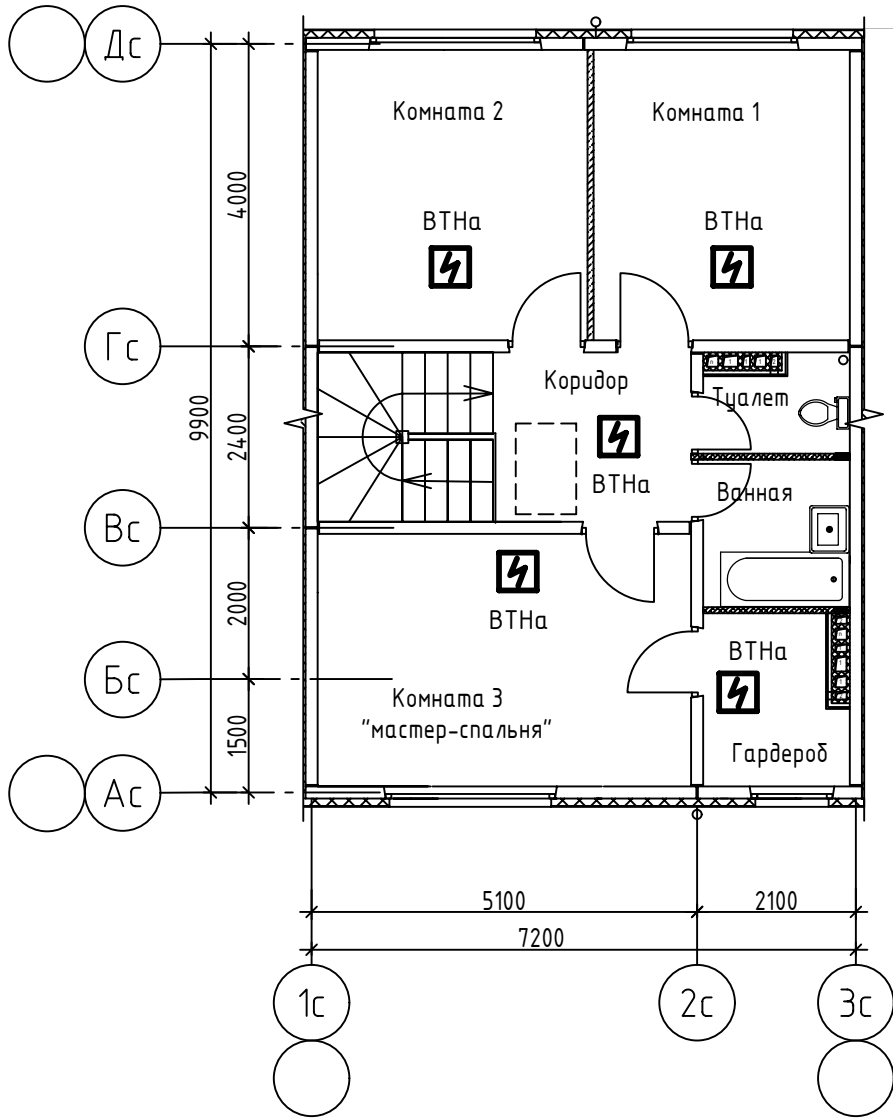 Дс
Комната 2
Комната 1
4000
ВТНа
ВТНа
Гс
Коридор
Туалет
9900
2400
ВТНа
Ванная
Вс
2000
ВТНа
ВТНа
Бс
Комната 3
"мастер-спальня"
1500
Гардероб
Ас
5100
2100
7200
1с
2с
3с